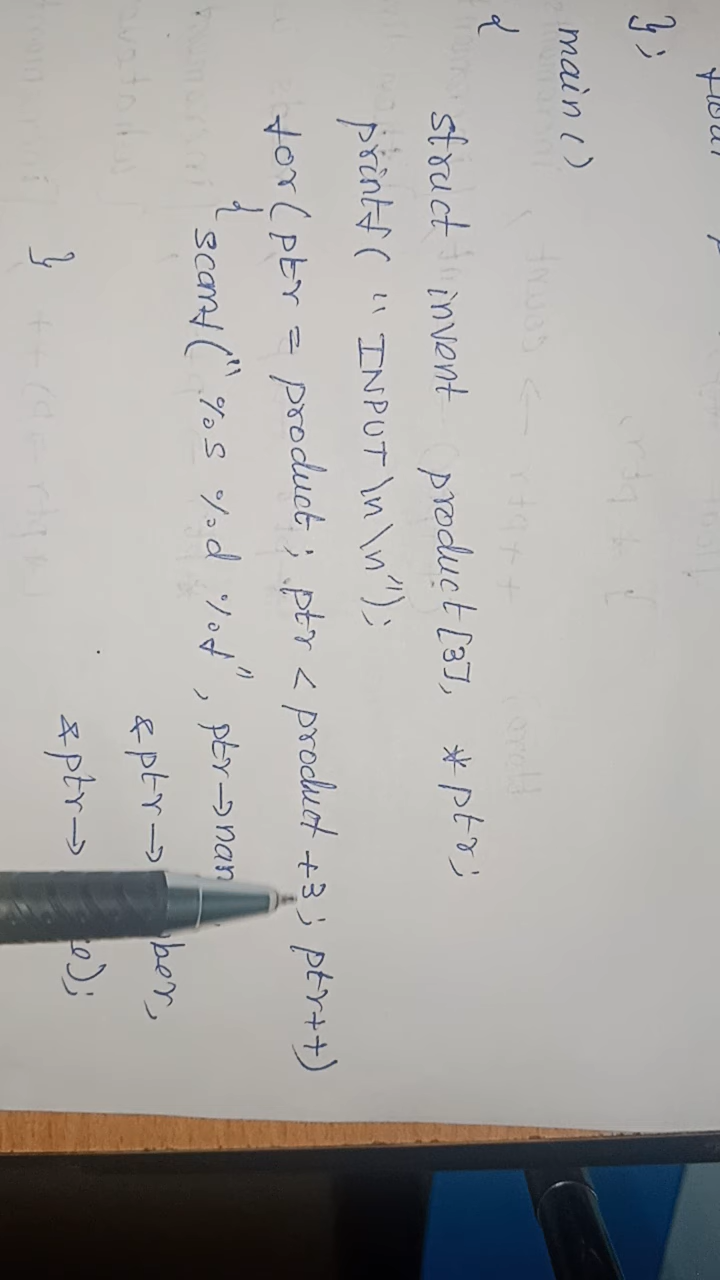 };
main()
{
struct invent product[3], *ptr;
printf("INPUT\n\n");
for(ptr = product; ptr < product +3; ptr++)
{
scanf("%s %d %f", ptr→
&ptr→
&ptr→
}